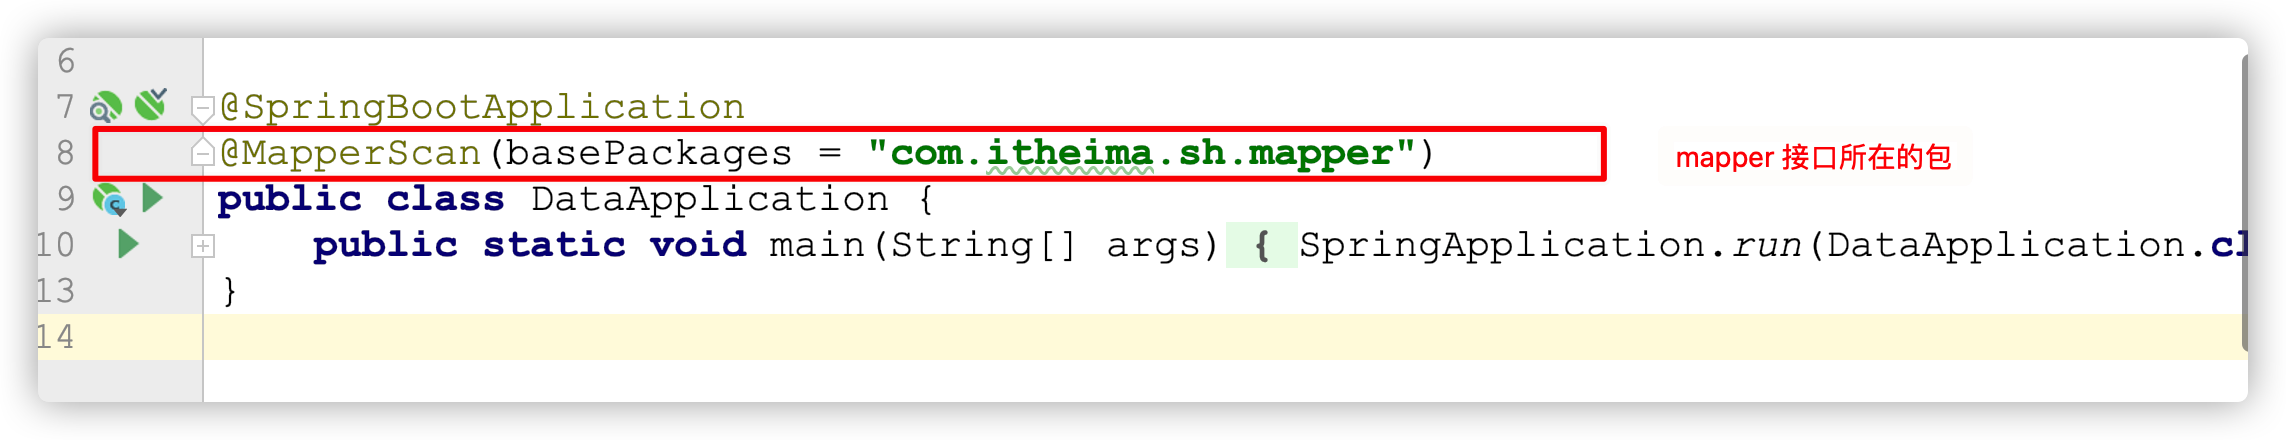 6
7 @SpringBootApplication
8 @MapperScan(basePackages = "com.itheima.sh.mapper") mapper 接口所在的包
9 public class DataApplication {
10 public static void main(String[] args) { SpringApplication.run(DataApplication.cl
13 }
14